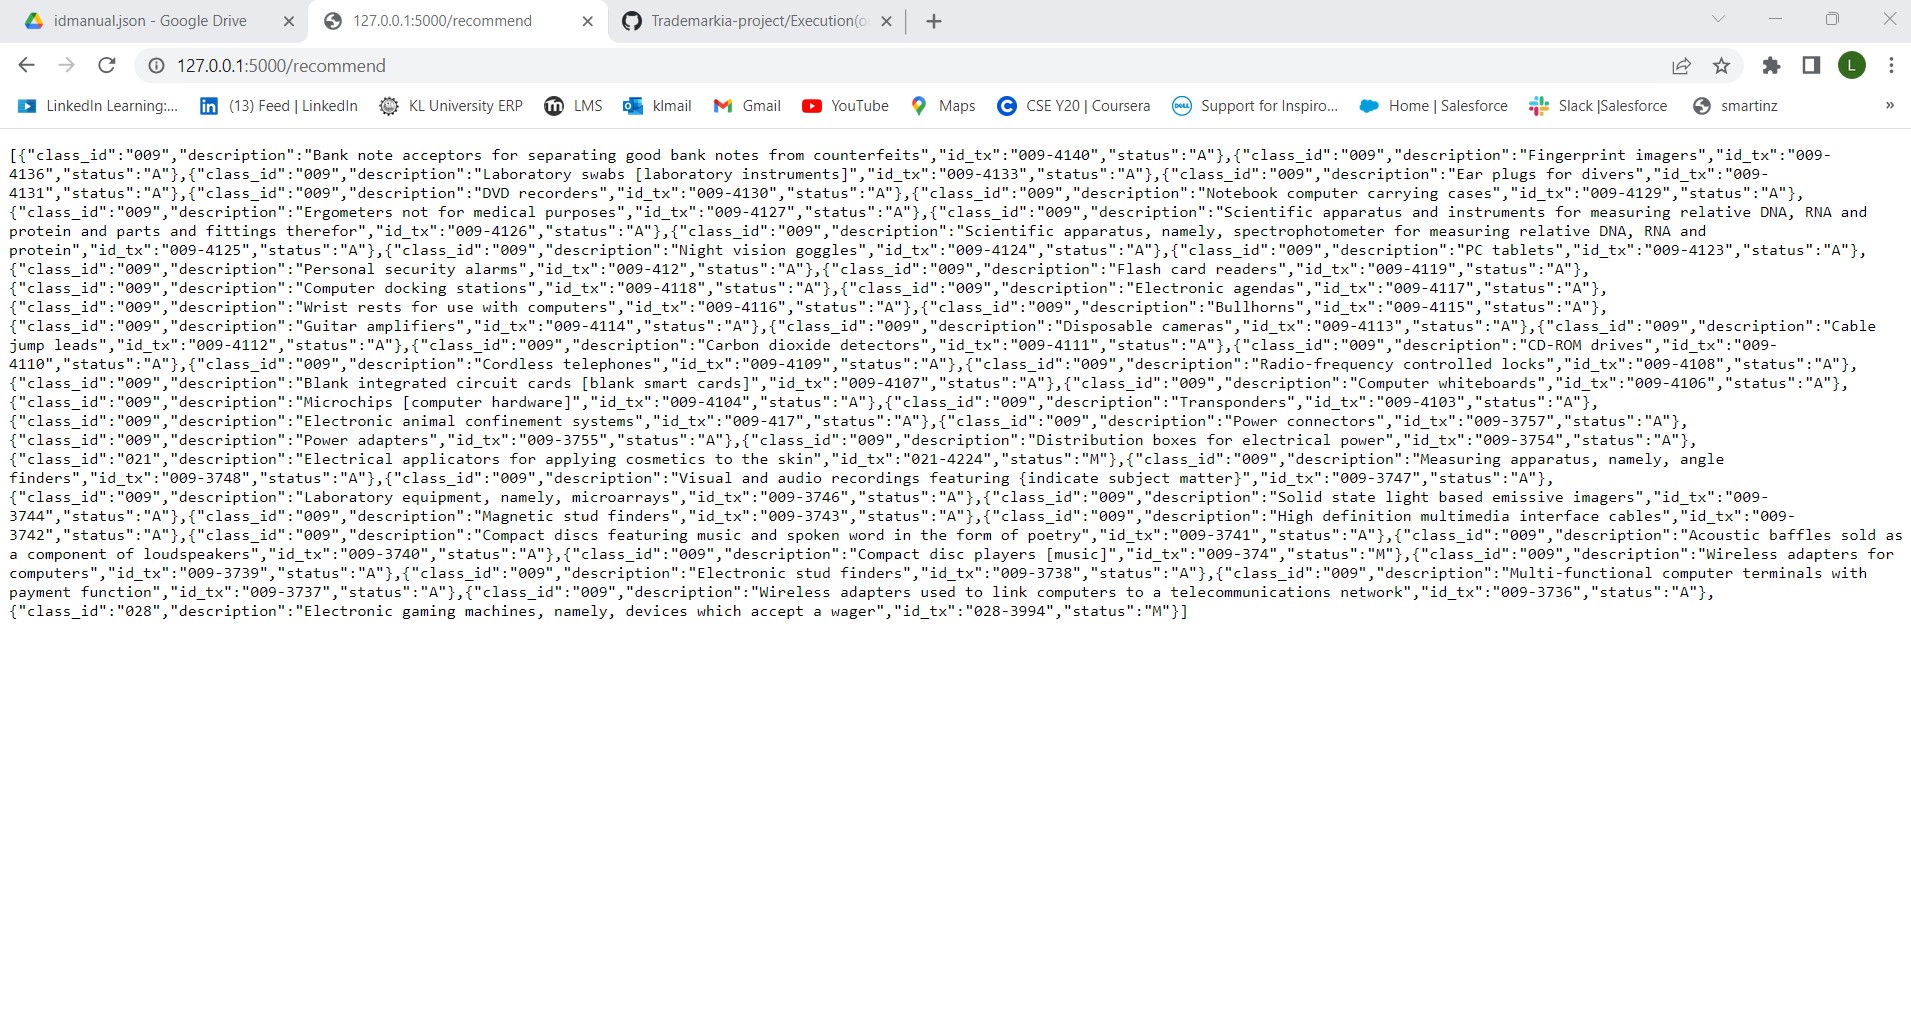 idmanual.json - Google Drive
127.0.0.1:5000/recommend
Trademarkia-project/Execution(o
127.0.0.1:5000/recommend
L
LinkedIn Learning:...
(13) Feed | LinkedIn
KL University ERP
LMS
klmail
Gmail
YouTube
Maps
CSE Y20 | Coursera
Support for Inspiro...
Home | Salesforce
Slack |Salesforce
smartinz
»
[{"class_id":"009","description":"Bank note acceptors for separating good bank notes from counterfeits","id_tx":"009-4140","status":"A"},{"class_id":"009","description":"Fingerprint imagers","id_tx":"009-
4136","status":"A"},{"class_id":"009","description":"Laboratory swabs [laboratory instruments]","id_tx":"009-4133","status":"A"},{"class_id":"009","description":"Ear plugs for divers","id_tx":"009-
4131","status":"A"},{"class_id":"009","description":"DVD recorders","id_tx":"009-4130","status":"A"},{"class_id":"009","description":"Notebook computer carrying cases","id_tx":"009-4129","status":"A"},
{"class_id":"009","description":"Ergometers not for medical purposes","id_tx":"009-4127","status":"A"},{"class_id":"009","description":"Scientific apparatus and instruments for measuring relative DNA, RNA and
protein and parts and fittings therefor","id_tx":"009-4126","status":"A"},{"class_id":"009","description":"Scientific apparatus, namely, spectrophotometer for measuring relative DNA, RNA and
protein","id_tx":"009-4125","status":"A"},{"class_id":"009","description":"Night vision goggles","id_tx":"009-4124","status":"A"},{"class_id":"009","description":"PC tablets","id_tx":"009-4123","status":"A"},
{"class_id":"009","description":"Personal security alarms","id_tx":"009-412","status":"A"},{"class_id":"009","description":"Flash card readers","id_tx":"009-4119","status":"A"},
{"class_id":"009","description":"Computer docking stations","id_tx":"009-4118","status":"A"},{"class_id":"009","description":"Electronic agendas","id_tx":"009-4117","status":"A"},
{"class_id":"009","description":"Wrist rests for use with computers","id_tx":"009-4116","status":"A"},{"class_id":"009","description":"Bullhorns","id_tx":"009-4115","status":"A"},
{"class_id":"009","description":"Guitar amplifiers","id_tx":"009-4114","status":"A"},{"class_id":"009","description":"Disposable cameras","id_tx":"009-4113","status":"A"},{"class_id":"009","description":"Cable
jump leads","id_tx":"009-4112","status":"A"},{"class_id":"009","description":"Carbon dioxide detectors","id_tx":"009-4111","status":"A"},{"class_id":"009","description":"CD-ROM drives","id_tx":"009-
4110","status":"A"},{"class_id":"009","description":"Cordless telephones","id_tx":"009-4109","status":"A"},{"class_id":"009","description":"Radio-frequency controlled locks","id_tx":"009-4108","status":"A"},
{"class_id":"009","description":"Blank integrated circuit cards [blank smart cards]","id_tx":"009-4107","status":"A"},{"class_id":"009","description":"Computer whiteboards","id_tx":"009-4106","status":"A"},
{"class_id":"009","description":"Microchips [computer hardware]","id_tx":"009-4104","status":"A"},{"class_id":"009","description":"Transponders","id_tx":"009-4103","status":"A"},
{"class_id":"009","description":"Electronic animal confinement systems","id_tx":"009-417","status":"A"},{"class_id":"009","description":"Power connectors","id_tx":"009-3757","status":"A"},
{"class_id":"009","description":"Power adapters","id_tx":"009-3755","status":"A"},{"class_id":"009","description":"Distribution boxes for electrical power","id_tx":"009-3754","status":"A"},
{"class_id":"021","description":"Electrical applicators for applying cosmetics to the skin","id_tx":"021-4224","status":"M"},{"class_id":"009","description":"Measuring apparatus, namely, angle
finders","id_tx":"009-3748","status":"A"},{"class_id":"009","description":"Visual and audio recordings featuring {indicate subject matter}","id_tx":"009-3747","status":"A"},
{"class_id":"009","description":"Laboratory equipment, namely, microarrays","id_tx":"009-3746","status":"A"},{"class_id":"009","description":"Solid state light based emissive imagers","id_tx":"009-
3744","status":"A"},{"class_id":"009","description":"Magnetic stud finders","id_tx":"009-3743","status":"A"},{"class_id":"009","description":"High definition multimedia interface cables","id_tx":"009-
3742","status":"A"},{"class_id":"009","description":"Compact discs featuring music and spoken word in the form of poetry","id_tx":"009-3741","status":"A"},{"class_id":"009","description":"Acoustic baffles sold as
a component of loudspeakers","id_tx":"009-3740","status":"A"},{"class_id":"009","description":"Compact disc players [music]","id_tx":"009-374","status":"M"},{"class_id":"009","description":"Wireless adapters for
computers","id_tx":"009-3739","status":"A"},{"class_id":"009","description":"Electronic stud finders","id_tx":"009-3738","status":"A"},{"class_id":"009","description":"Multi-functional computer terminals with
payment function","id_tx":"009-3737","status":"A"},{"class_id":"009","description":"Wireless adapters used to link computers to a telecommunications network","id_tx":"009-3736","status":"A"},
{"class_id":"028","description":"Electronic gaming machines, namely, devices which accept a wager","id_tx":"028-3994","status":"M"}]